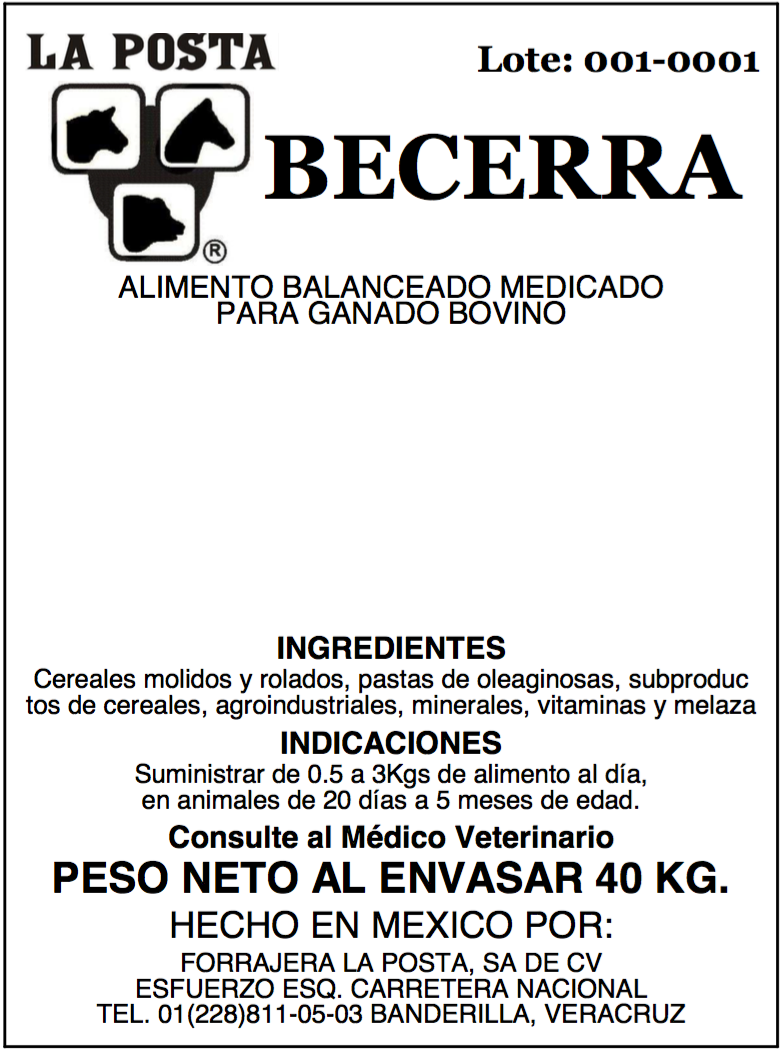 LA POSTA
Lote: 001-0001
BECERRA
®
ALIMENTO BALANCEADO MEDICADO
PARA GANADO BOVINO
INGREDIENTES
Cereales molidos y rolados, pastas de oleaginosas, subproduc
tos de cereales, agroindustriales, minerales, vitaminas y melaza
INDICACIONES
Suministrar de 0.5 a 3Kgs de alimento al día,
en animales de 20 días a 5 meses de edad.
Consulte al Médico Veterinario
PESO NETO AL ENVASAR 40 KG.
HECHO EN MEXICO POR:
FORRAJERA LA POSTA, SA DE CV
ESFUERZO ESQ. CARRETERA NACIONAL
TEL. 01(228)811-05-03 BANDERILLA, VERACRUZ